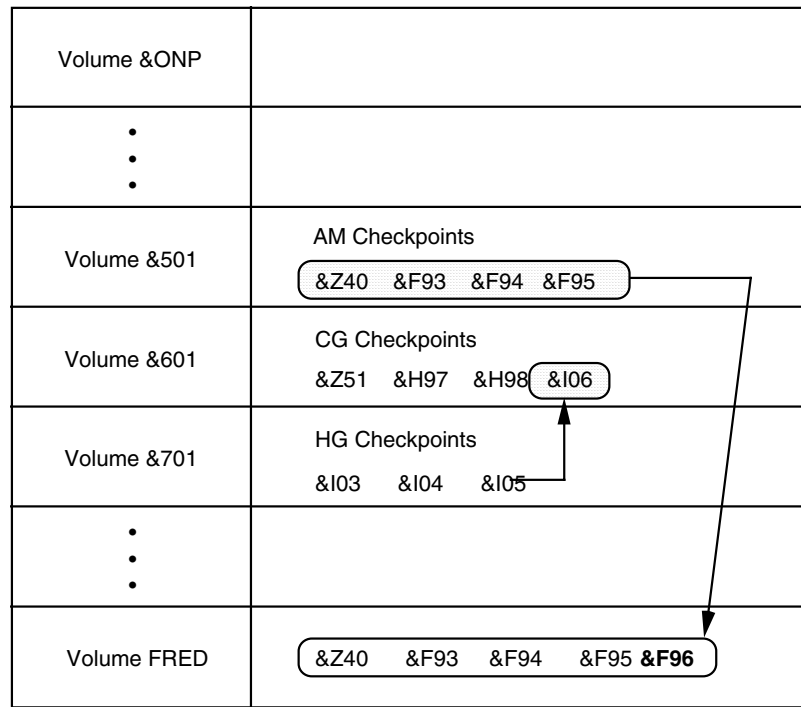 Volume &ONP
Volume &501
AM Checkpoints
&Z40 &F93 &F94 &F95
Volume &601
CG Checkpoints
&Z51 &H97 &H98 &I06
Volume &701
HG Checkpoints
&I03 &I04 &I05
Volume FRED
&Z40 &F93 &F94 &F95 &F96